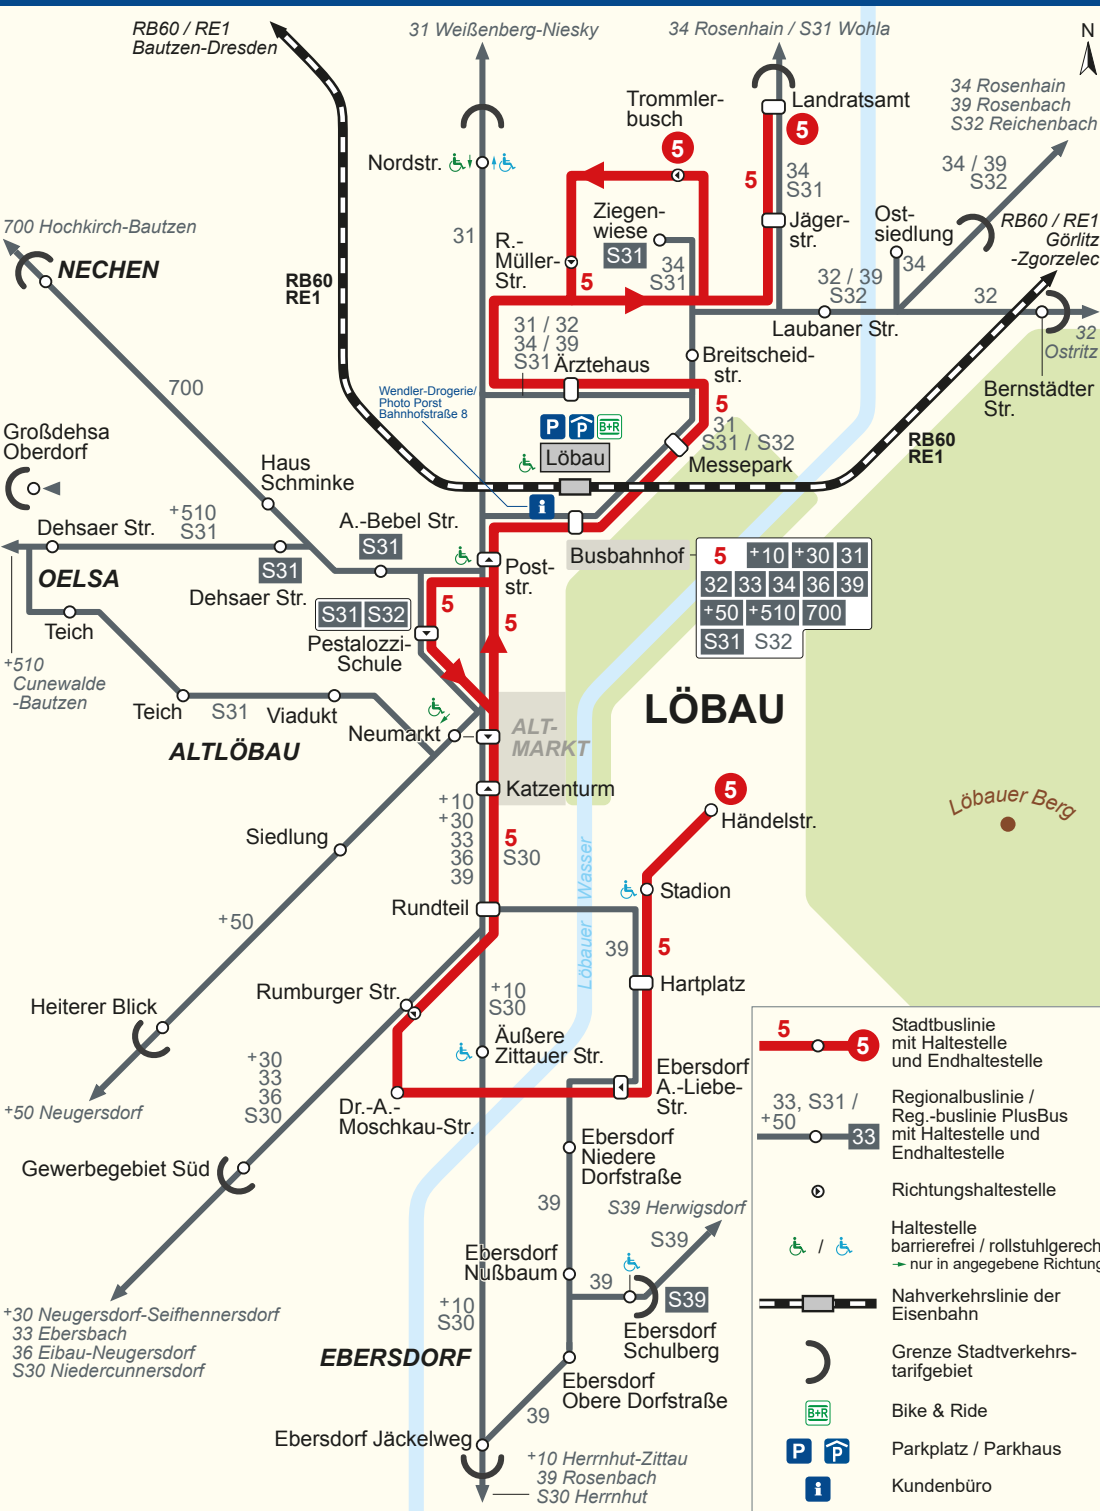 RB60 / RE1
Bautzen-Dresden
31 Weißenberg-Niesky
34 Rosenhain / S31 Wohla
N
34 Rosenhain
39 Rosenbach
S32 Reichenbach
Trommler-
busch
5
Landratsamt
5
Nordstr.
5
34
S31
34 / 39
S32
700 Hochkirch-Bautzen
NECHEN
31
R.-
Müller-
Str.
Ziegen-
wiese
S31
34
S31
Jäger-
str.
Ost-
siedlung
34
RB60 / RE1
Görlitz
-Zgorzelec
RB60
RE1
5
32 / 39
S32
32
Laubaner Str.
32
Ostritz
31 / 32
34 / 39
S31
Ärztehaus
Breitscheid-
str.
Bernstädter
Str.
700
Wendler-Drogerie/
Photo Porst
Bahnhofstraße 8
5
31
S31 / S32
Messepark
RB60
RE1
P
P
B+R
Löbau
i
Großdehsa
Oberdorf
Haus
Schminke
Dehsaer Str.
+510
S31
A.-Bebel Str.
S31
OELSA
S31
Dehsaer Str.
Post-
str.
Busbahnhof
5 +10 +30 31
32 33 34 36 39
+50 +510 700
S31 S32
Teich
S31 S32
5
5
Pestalozzi-
Schule
+510
Cunewalde
-Bautzen
Teich
S31
Viadukt
Neumarkt
ALT-
MARKT
LÖBAU
ALTLÖBAU
Katzenturm
+10
+30
33
36
39
5
S30
5
Händelstr.
Löbauer Berg
Siedlung
Stadion
Löbauer Wasser
+50
Rundteil
39
5
Hartplatz
Rumburger Str.
+10
S30
Heiterer Blick
Äußere
Zittauer Str.
+30
33
36
S30
Ebersdorf
A.-Liebe-
Str.
+50 Neugersdorf
Dr.-A.-
Moschkau-Str.
Ebersdorf
Niedere
Dorfstraße
Gewerbegebiet Süd
39
S39 Herwigsdorf
S39
Ebersdorf
Nußbaum
39
S39
+10
S30
Ebersdorf
Schulberg
+30 Neugersdorf-Seifhennersdorf
33 Ebersbach
36 Eibau-Neugersdorf
S30 Niedercunnersdorf
EBERSDORF
Ebersdorf
Obere Dorfstraße
39
Ebersdorf Jäckelweg
+10 Herrnhut-Zittau
39 Rosenbach
S30 Herrnhut
5
5
Stadtbuslinie
mit Haltestelle
und Endhaltestelle
33, S31 /
+50
33
Regionalbuslinie /
Reg.-buslinie PlusBus
mit Haltestelle und
Endhaltestelle
Richtungshaltestelle
/
Haltestelle
barrierefrei / rollstuhlgerech
nur in angegebene Richtung
Nahverkehrslinie der
Eisenbahn
Grenze Stadtverkehrs-
tarifgebiet
B+R
Bike & Ride
P P
Parkplatz / Parkhaus
i
Kundenbüro